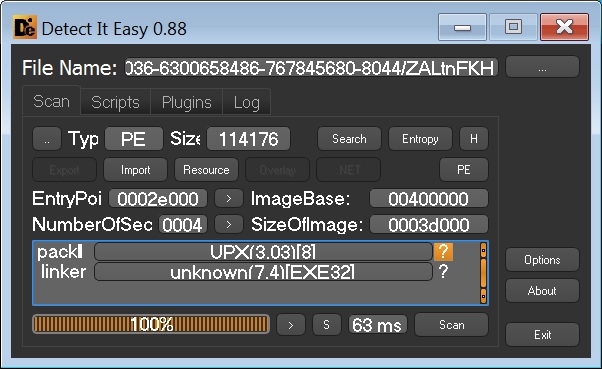 Detect It Easy 0.88
File Name: 036-6300658486-767845680-8044/ZALtnFKH ...
Scan Scripts Plugins Log
.. Typ PE Size 114176 Search Entropy H
Export Import Resource Overlap .NET PE
EntryPoi 0002e000 > ImageBase: 00400000
NumberOfSec 0004 > SizeOfImage: 0003d000
packl UPX(3.03)[8] ?
linker unknown(7.4)[EXE32] ?
Options
About
100% > S 63 ms Scan
Exit